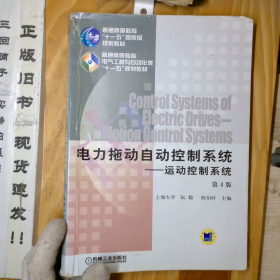 三回铺子
正版旧书
现货速发
普通高等教育
“十一五”国家级
规划教材
普通高等教育
电气工程与自动化类
“十一五”规划教材
Control Systems of
Electric Drives—
Motion Control Systems
电力拖动自动控制系统
——运动控制系统
第4版
上海大学 阮毅 陈伯时 主编
机械工业出版社